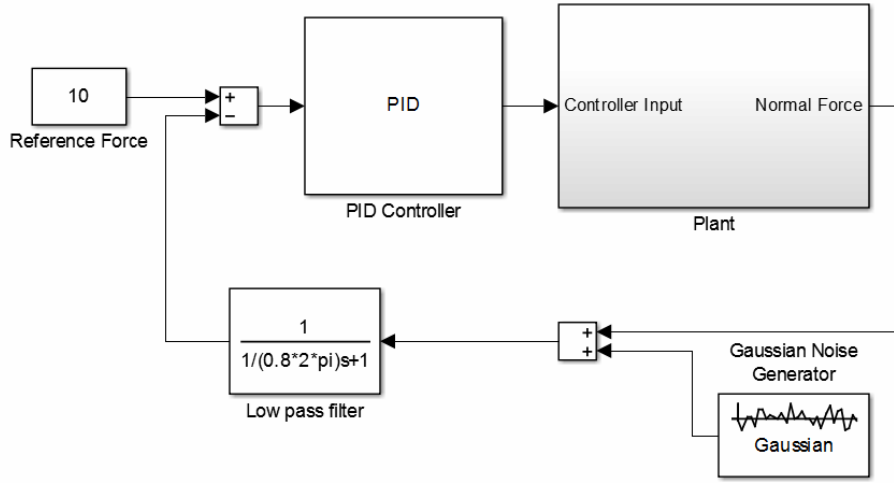 10
Reference Force
+
−
PID
PID Controller
Controller Input
Normal Force
Plant
1
1/(0.8*2*pi)s+1
Low pass filter
+
+
Gaussian Noise
Generator
Gaussian